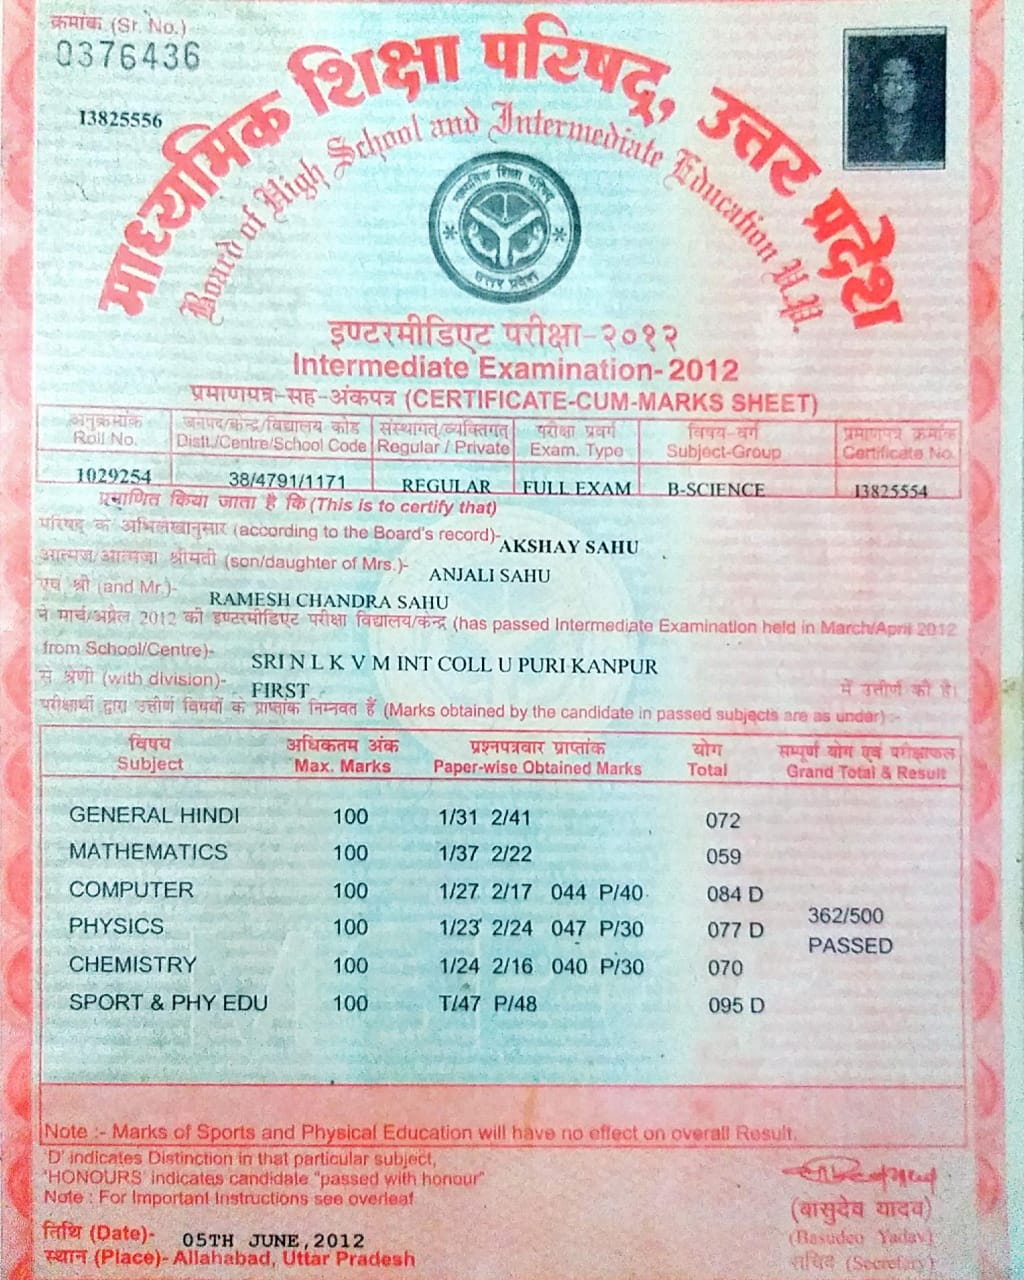 क्रमांक (Sr. No.)
0376436
13825556
माध्यमिक शिक्षा परिषद्, उत्तर प्रदेश
Board of High School and Intermediate Education U.P.
माध्यमिक शिक्षा परिषद
उत्तर प्रदेश
इण्टरमीडिएट परीक्षा-२०१२
Intermediate Examination-2012
प्रमाणपत्र-सह-अंकपत्र (CERTIFICATE-CUM-MARKS SHEET)
अनुक्रमांक जनपद/केन्द्र/विद्यालय कोड संस्थागत/व्यक्तिगत परीक्षा प्रवर्ग विषय-वर्ग प्रमाणपत्र क्रमांक
Roll No. Distt./Centre/School Code Regular / Private Exam. Type Subject-Group Certificate No.
1029254 38/4791/1171 REGULAR FULL EXAM B-SCIENCE 13825554
प्रमाणित किया जाता है कि (This is to certify that)
परिषद के अभिलेखानुसार (according to the Board's record)- AKSHAY SAHU
आत्मज/आत्मजा श्रीमती (son/daughter of Mrs.)- ANJALI SAHU
एवं श्री (and Mr.)- RAMESH CHANDRA SAHU
ने मार्च/अप्रैल 2012 की इण्टरमीडिएट परीक्षा विद्यालय/केन्द्र (has passed Intermediate Examination held in March/April 2012
from School/Centre)- SRI N L K V M INT COLL U PURI KANPUR
से श्रेणी (with division)- FIRST में उत्तीर्ण की है।
परीक्षार्थी द्वारा उत्तीर्ण विषयों के प्राप्तांक निम्नवत हैं (Marks obtained by the candidate in passed subjects are as under) :-
विषय अधिकतम अंक प्रश्नपत्रवार प्राप्तांक योग सम्पूर्ण योग एवं परीक्षाफल
Subject Max. Marks Paper-wise Obtained Marks Total Grand Total & Result
GENERAL HINDI 100 1/31 2/41 072
MATHEMATICS 100 1/37 2/22 059
COMPUTER 100 1/27 2/17 044 P/40 084 D
PHYSICS 100 1/23 2/24 047 P/30 077 D
362/500
PASSED
CHEMISTRY 100 1/24 2/16 040 P/30 070
SPORT & PHY EDU 100 T/47 P/48 095 D
Note :- Marks of Sports and Physical Education will have no effect on overall Result.
'D' indicates Distinction in that particular subject,
'HONOURS' indicates candidate "passed with honour"
Note : For Important Instructions see overleaf
(वासुदेव यादव)
(Basudeo Yadav)
सचिव (Secretary)
तिथि (Date)- 05TH JUNE,2012
स्थान (Place)- Allahabad, Uttar Pradesh